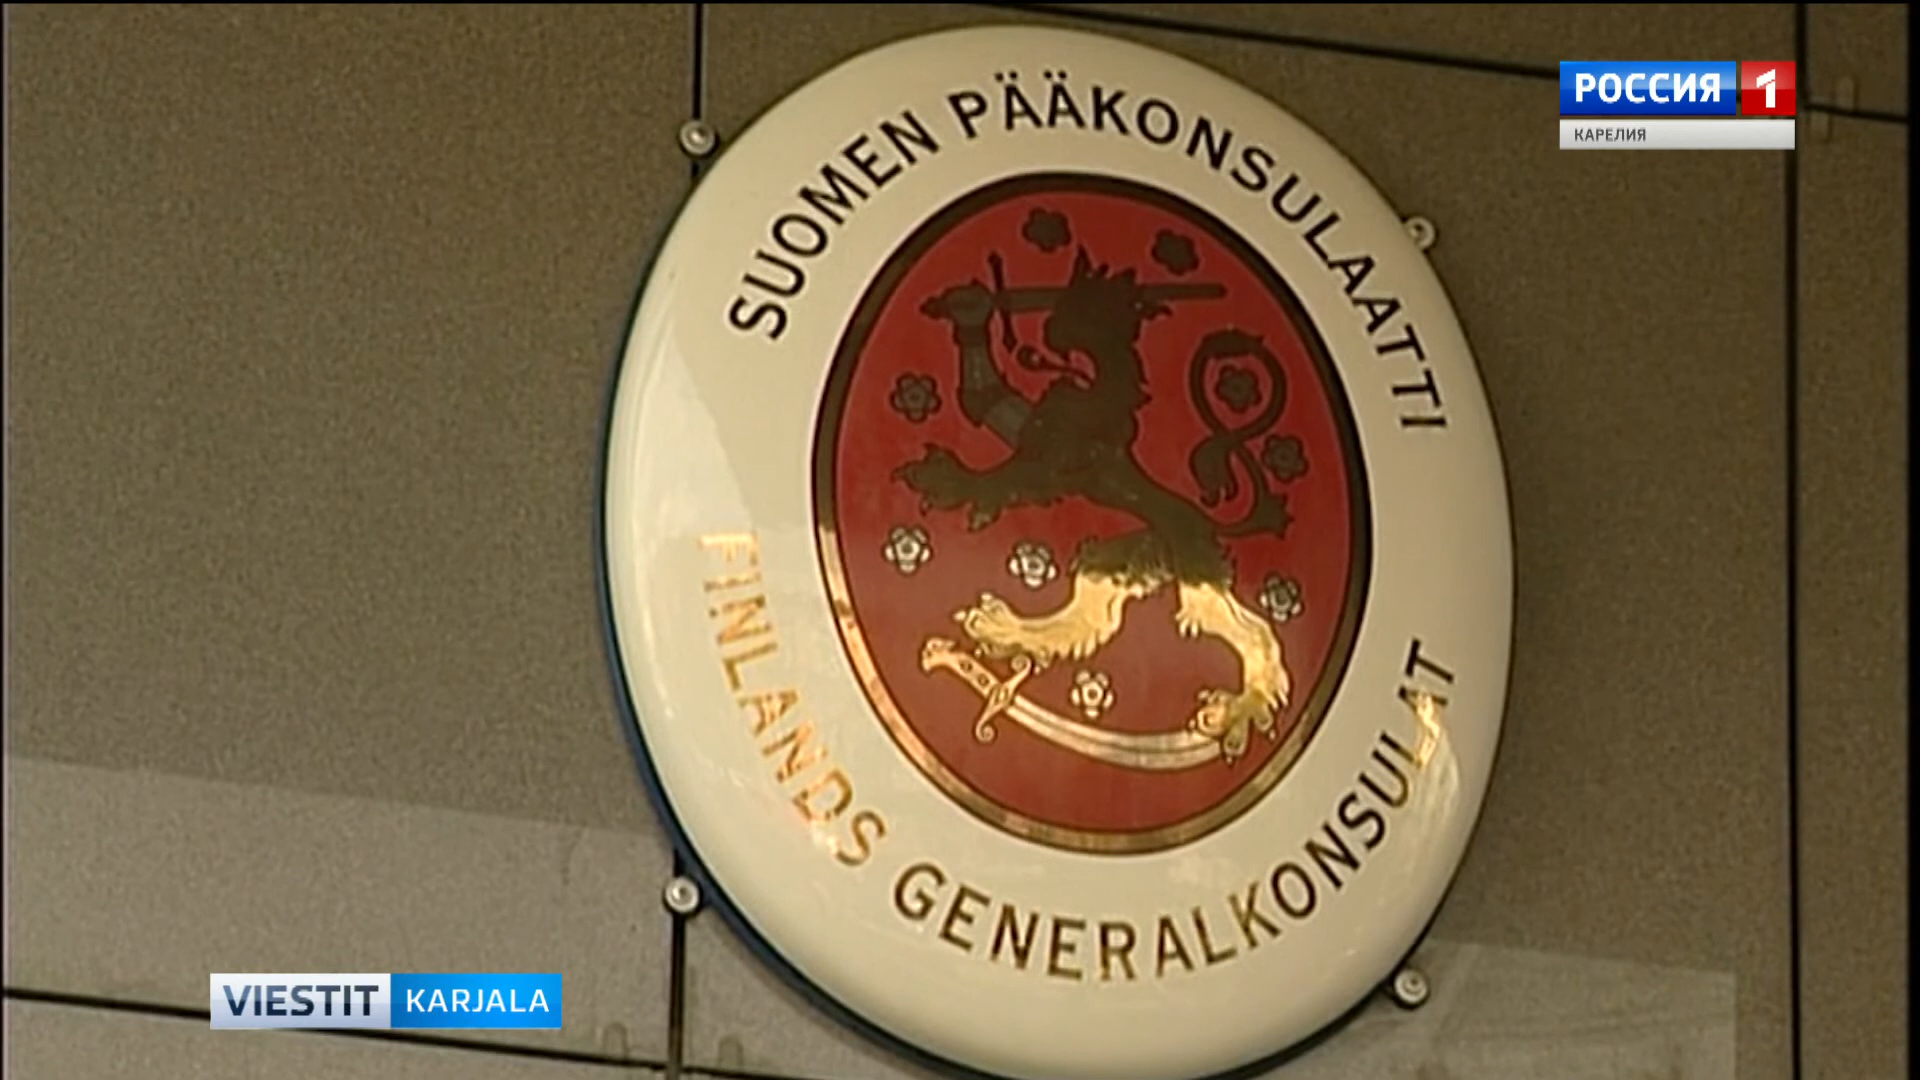 РОССИЯ 1
КАРЕЛИЯ
SUOMEN PÄÄKONSULAATTI
FINLANDS GENERALKONSULAT
VIESTIT KARJALA